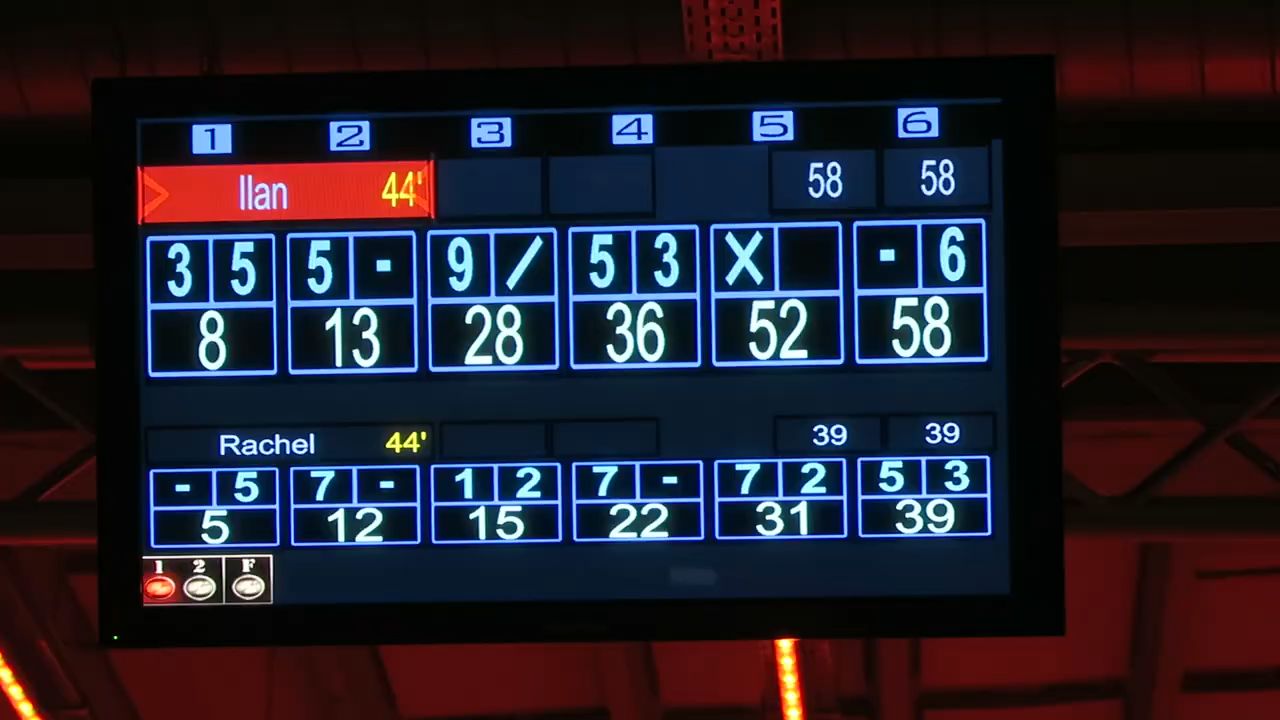 1 2 3 4 5 6
Ilan 44' 58 58
3 5 5 - 9 / 5 3 X - 6
8 13 28 36 52 58
Rachel 44' 39 39
- 5 7 - 1 2 7 - 7 2 5 3
5 12 15 22 31 39
1 2 F